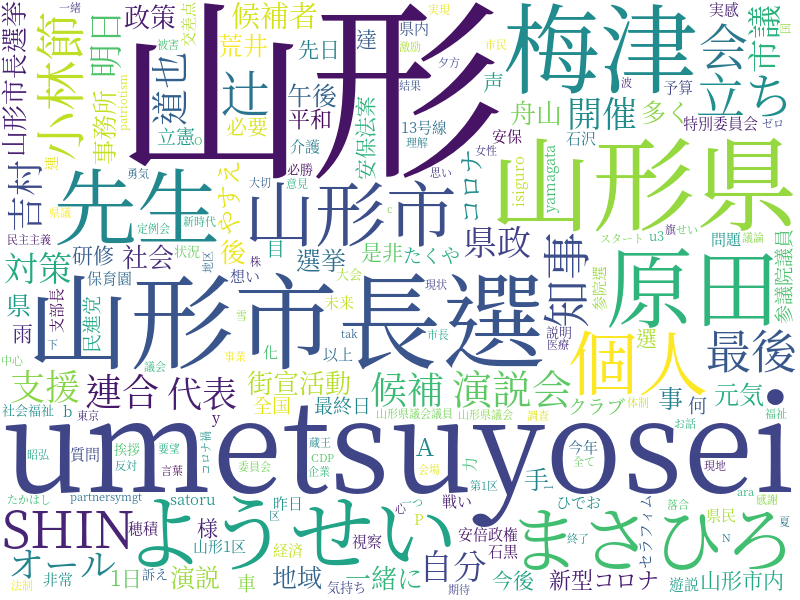 山形市長選挙
政策
小林節
明日
事務所
交差点
被害
patriotism
道也
候補者
荒井
先日
辻
必要
立憲
午後
平和
介護
必勝
安保法案
達
県内
激励
声
13号線
理解
結果
夕方
山形
実現
一緒
市民
梅津
会
立ち
実感
市議
国
波
予算
ゼロ
舟山
開催
多く
安保
石沢
特別委員会
女性
思い
吉村
連
県議
民主主義
勇気
定例会
新時代
大切
意見
先生
後
やすえ
山形市
コロナ
isiguro
yamagata
山形県
対策
研修
保育園
社会
状況
地区
想い
株
目
選挙
大会
是非
たくや
県政
知事
旗
せい
スタート
u3
問題
議論
参院選
参議院議員
県
雨
支部長
民進党
山形市長選
雪
未来
現状
tak
市長
説明
医療
原田
個人
選
最後
中心
支援
議会
連合
代表
事業
化
以上
街宣活動
全国
最終日
候補
演説会
クラブ
事
何
元気
体制
福祉
社会福祉
b
東京
y
山形県議会議員
山形県議会
調査
お話
umetsuyosei
昭弘
質問
挨拶
反対
要望
言葉
委員会
コロナ禍
蔵王
CDP
企業
会場
A
力
手
今年
全て
第1区
現地
たかはし
partnersymgt
satoru
昨日
心
一つ
戦い
ひでお
落合
ara
感謝
SHIN
穂積
様
山形1区
区
ようせい
P
安倍政権
石黒
セラフィム
県民
N
夏
まさひろ
オール
法制
非常
1日
訴え
演説
経済
車
気持ち
地域
視察
一緒に
期待
自分
終了
今後
新型コロナ
遊説
山形市内